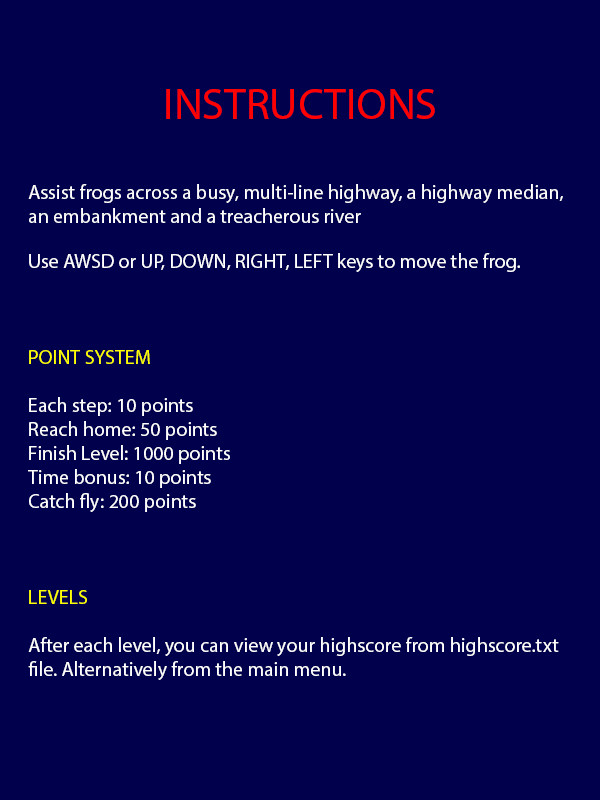 INSTRUCTIONS
Assist frogs across a busy, multi-line highway, a highway median,
an embankment and a treacherous river
Use AWSD or UP, DOWN, RIGHT, LEFT keys to move the frog.
POINT SYSTEM
Each step: 10 points
Reach home: 50 points
Finish Level: 1000 points
Time bonus: 10 points
Catch fly: 200 points
LEVELS
After each level, you can view your highscore from highscore.txt
file. Alternatively from the main menu.